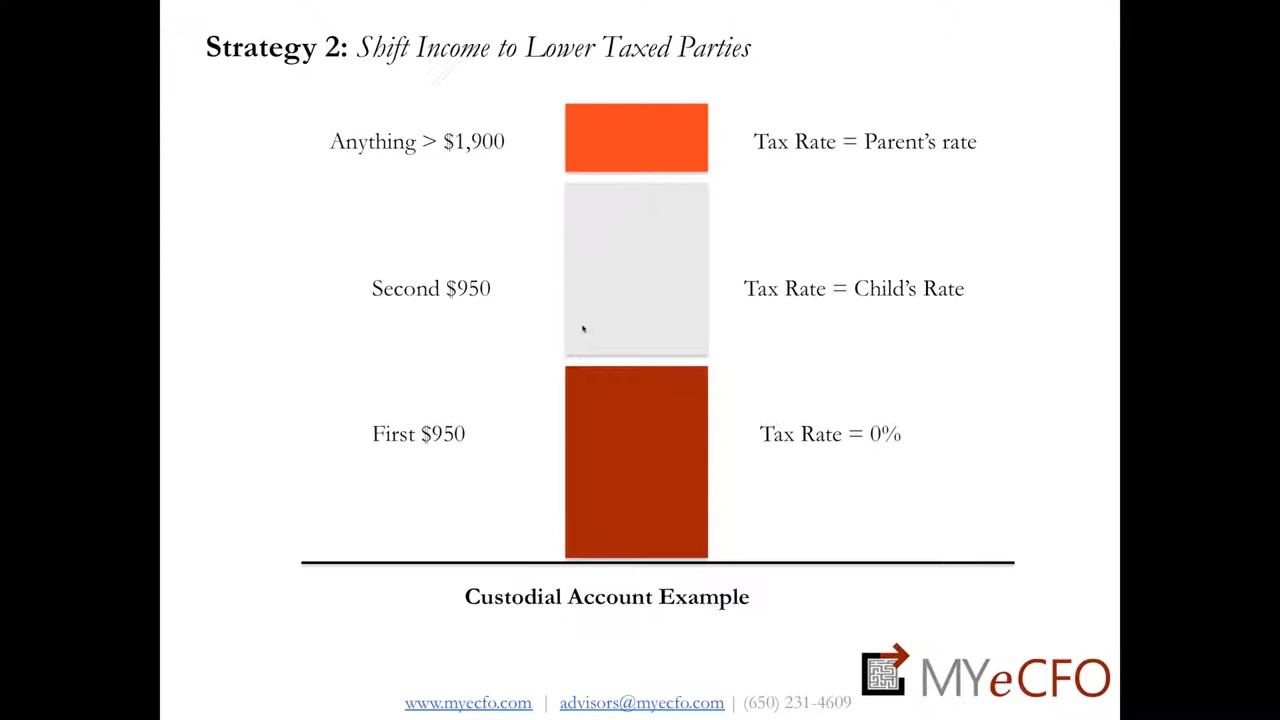 Strategy 2: Shift Income to Lower Taxed Parties
Anything > $1,900
Tax Rate = Parent's rate
Second $950
Tax Rate = Child's Rate
First $950
Tax Rate = 0%
Custodial Account Example
MYeCFO
www.myecfo.com | advisors@myecfo.com | (650) 231-4609